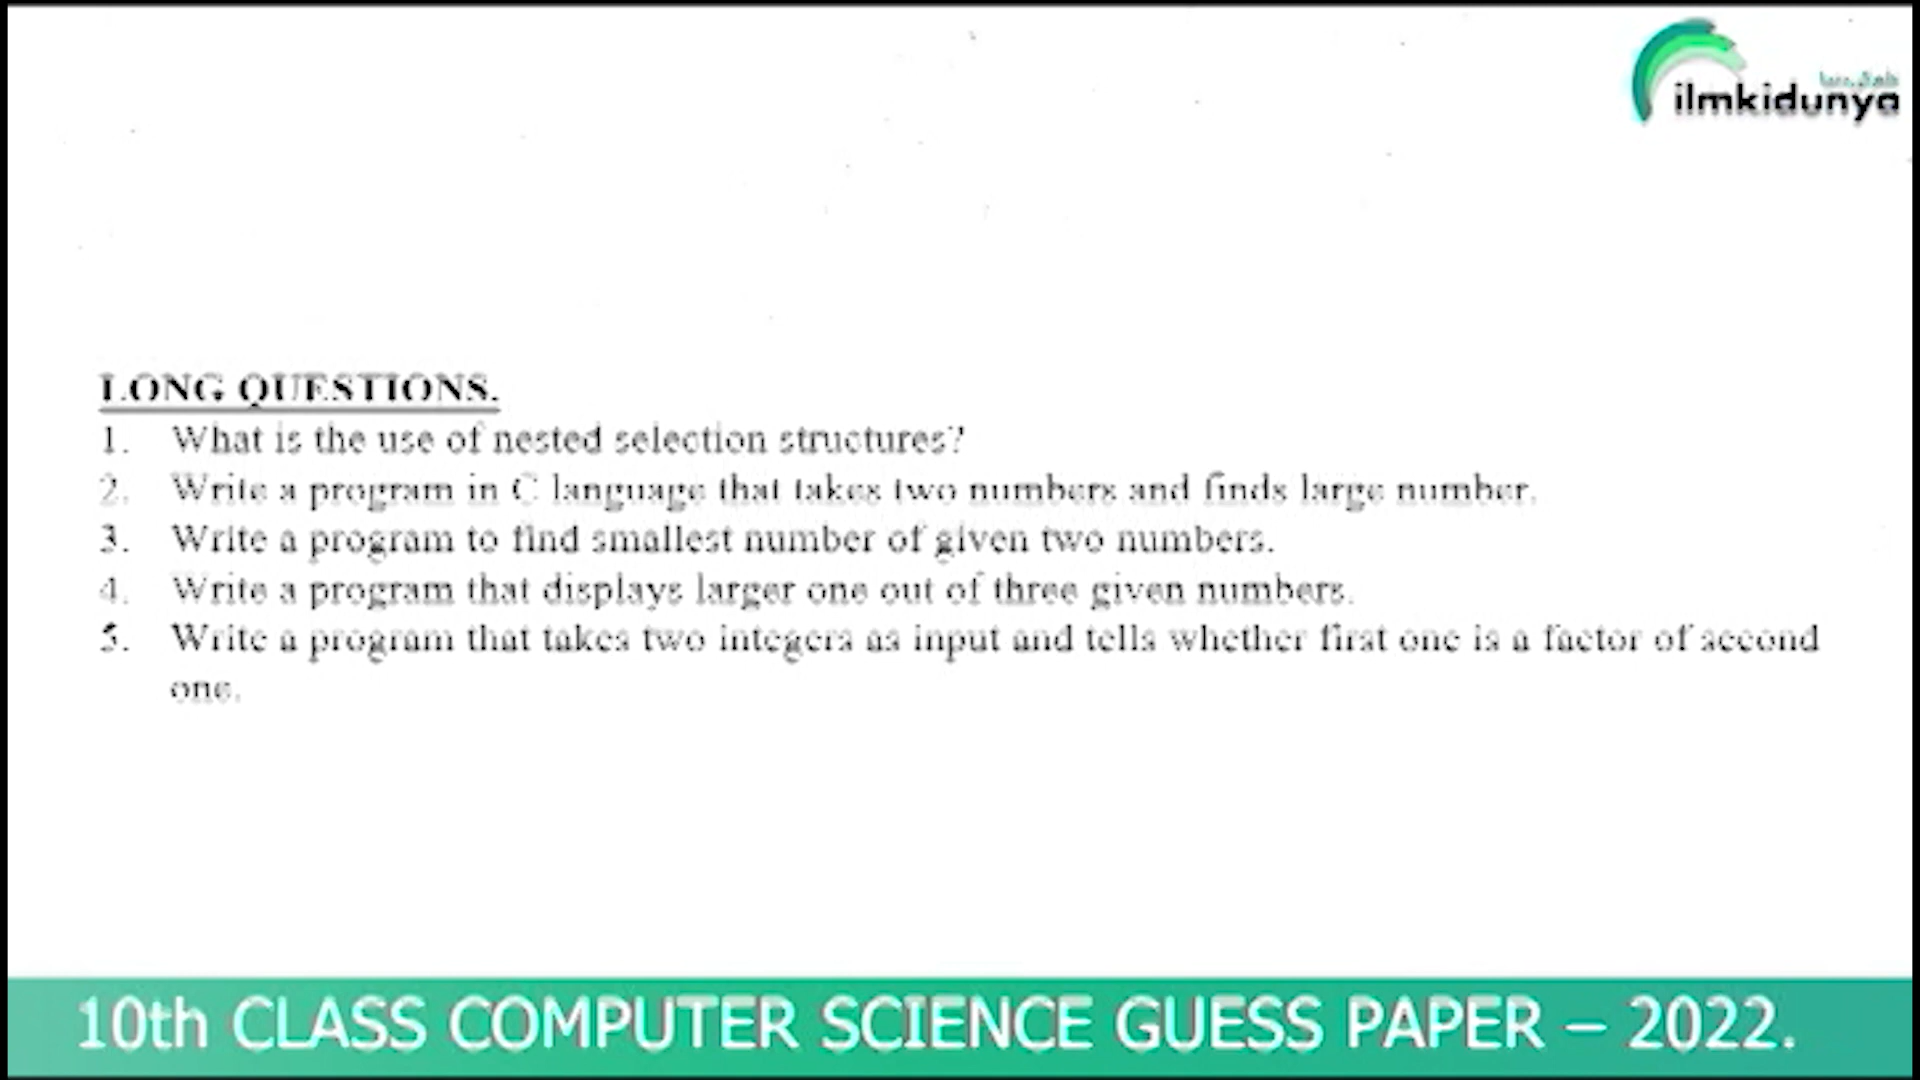 ilmkidunya
LONG QUESTIONS.
1. What is the use of nested selection structures?
2. Write a program in C language that takes two numbers and finds large number.
3. Write a program to find smallest number of given two numbers.
4. Write a program that displays larger one out of three given numbers.
5. Write a program that takes two integers as input and tells whether first one is a factor of second
one.
10th CLASS COMPUTER SCIENCE GUESS PAPER – 2022.